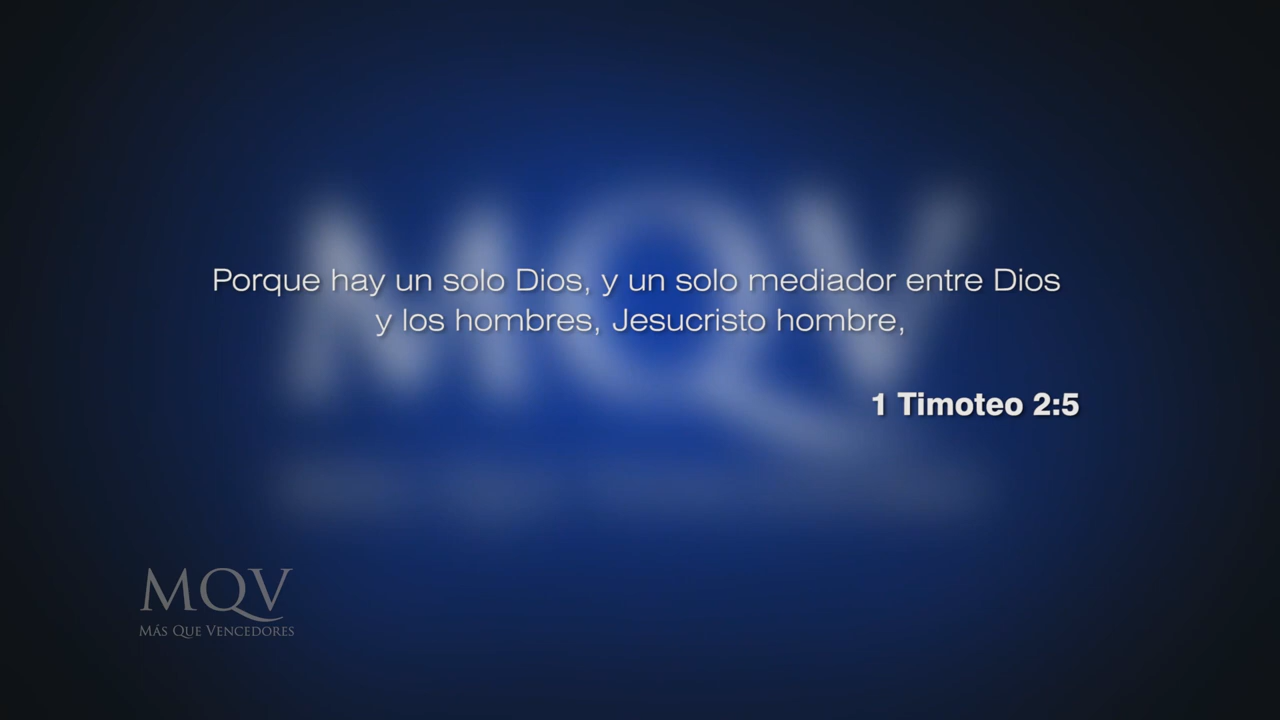 Porque hay un solo Dios, y un solo mediador entre Dios
y los hombres, Jesucristo hombre,
1 Timoteo 2:5
MQV
MÁS QUE VENCEDORES